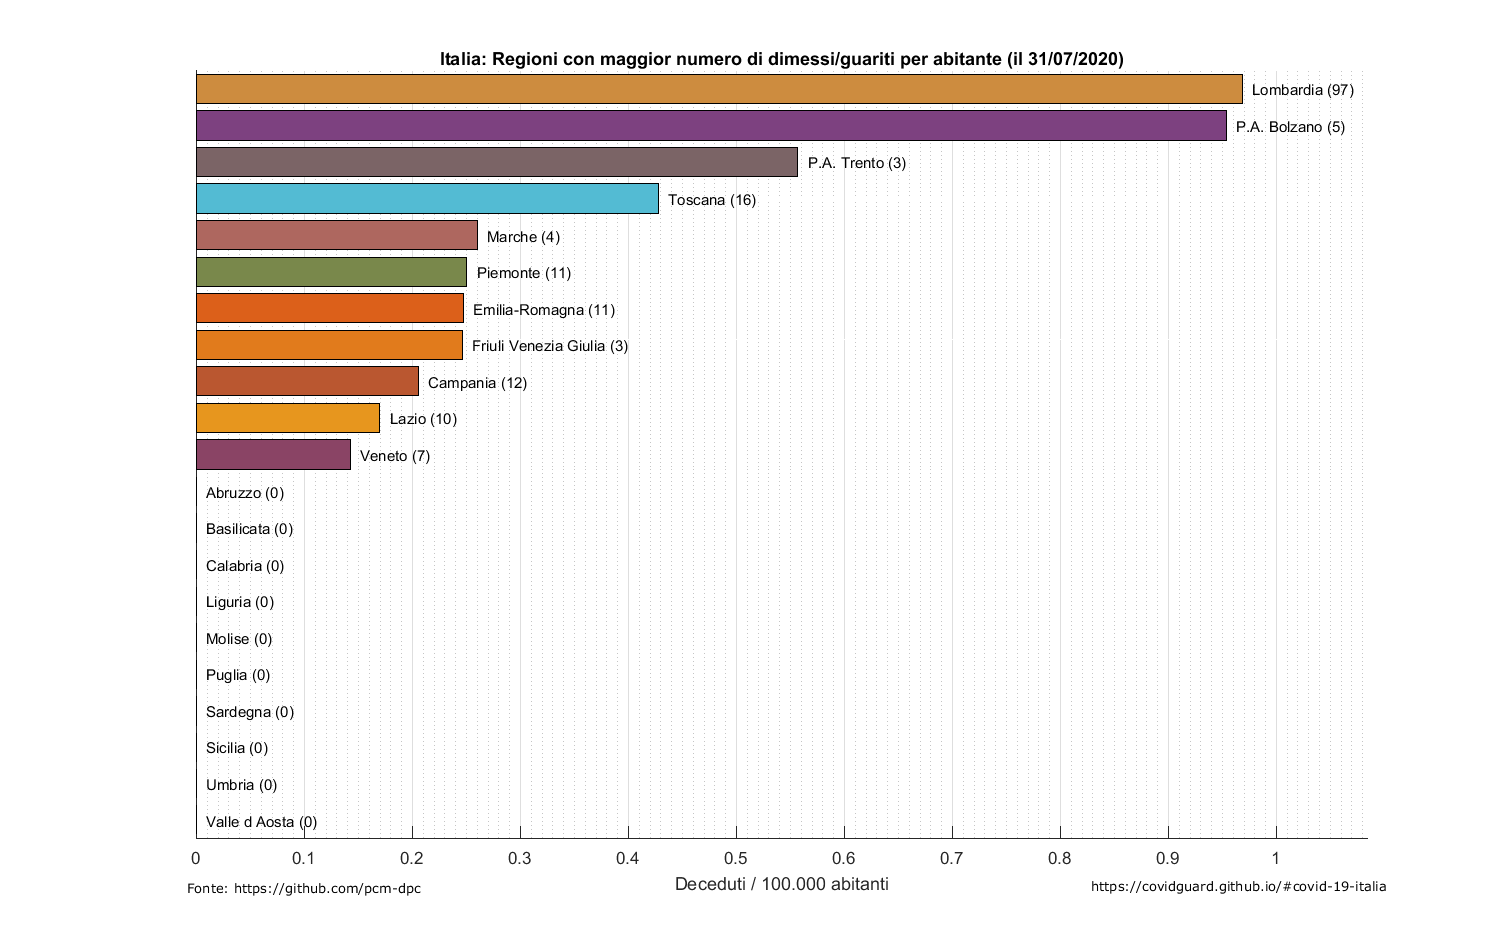 Italia: Regioni con maggior numero di dimessi/guariti per abitante (il 31/07/2020)
Lombardia (97)
P.A. Bolzano (5)
P.A. Trento (3)
Toscana (16)
Marche (4)
Piemonte (11)
Emilia-Romagna (11)
Friuli Venezia Giulia (3)
Campania (12)
Lazio (10)
Veneto (7)
Abruzzo (0)
Basilicata (0)
Calabria (0)
Liguria (0)
Molise (0)
Puglia (0)
Sardegna (0)
Sicilia (0)
Umbria (0)
Valle d Aosta (0)
0 0.1 0.2 0.3 0.4 0.5 0.6 0.7 0.8 0.9 1
Deceduti / 100.000 abitanti
Fonte: https://github.com/pcm-dpc
https://covidguard.github.io/#covid-19-italia